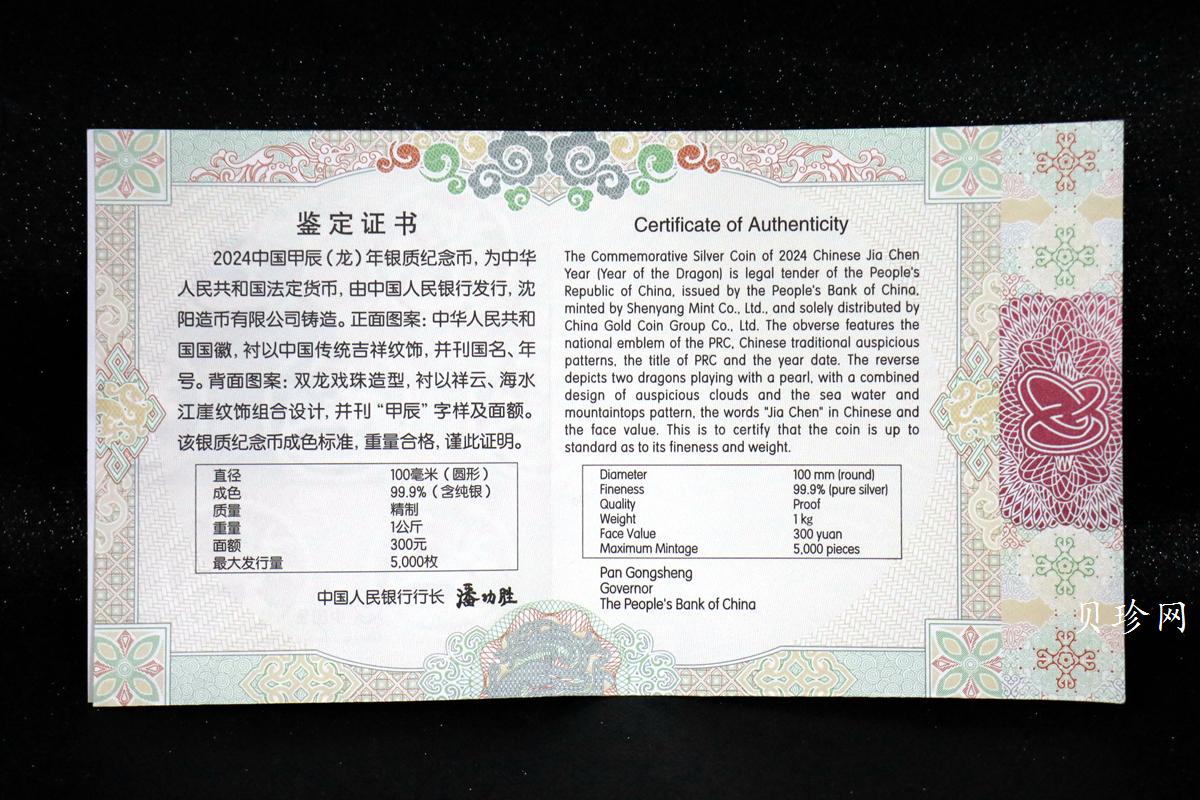 鉴定证书
2024中国甲辰（龙）年银质纪念币，为中华
人民共和国法定货币，由中国人民银行发行，沈
阳造币有限公司铸造。正面图案：中华人民共和
国国徽，衬以中国传统吉祥纹饰，并刊国名、年
号。背面图案：双龙戏珠造型，衬以祥云、海水
江崖纹饰组合设计，并刊“甲辰”字样及面额。
该银质纪念币成色标准，重量合格，谨此证明。
直径 100毫米（圆形）
成色 99.9%（含纯银）
质量 精制
重量 1公斤
面额 300元
最大发行量 5,000枚
中国人民银行行长 潘功胜
Certificate of Authenticity
The Commemorative Silver Coin of 2024 Chinese Jia Chen
Year (Year of the Dragon) is legal tender of the People's
Republic of China, issued by the People's Bank of China,
minted by Shenyang Mint Co., Ltd., and solely distributed by
China Gold Coin Group Co., Ltd. The obverse features the
national emblem of the PRC, Chinese traditional auspicious
patterns, the title of PRC and the year date. The reverse
depicts two dragons playing with a pearl, with a combined
design of auspicious clouds and the sea water and
mountaintops pattern, the words "Jia Chen" in Chinese and
the face value. This is to certify that the coin is up to
standard as to its fineness and weight.
Diameter 100 mm (round)
Fineness 99.9% (pure silver)
Quality Proof
Weight 1 kg
Face Value 300 yuan
Maximum Mintage 5,000 pieces
Pan Gongsheng
Governor
The People's Bank of China
贝珍网